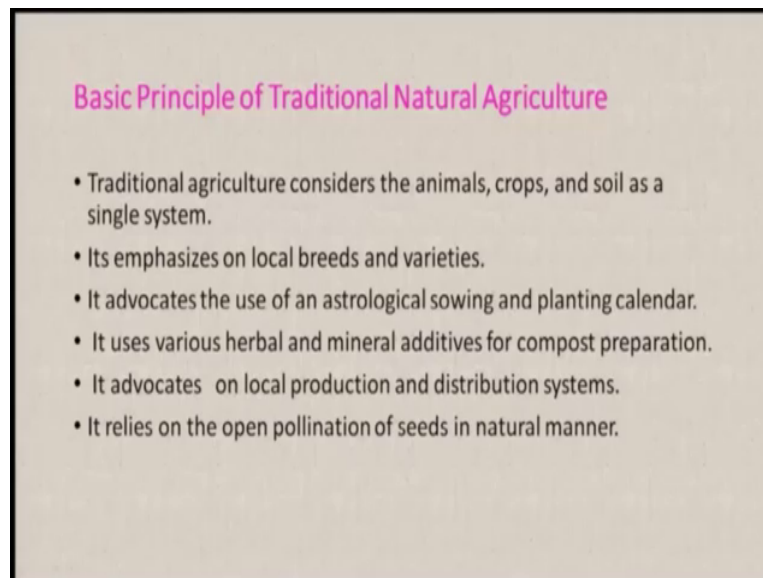 Basic Principle of Traditional Natural Agriculture
• Traditional agriculture considers the animals, crops, and soil as a
single system.
• Its emphasizes on local breeds and varieties.
• It advocates the use of an astrological sowing and planting calendar.
• It uses various herbal and mineral additives for compost preparation.
• It advocates on local production and distribution systems.
• It relies on the open pollination of seeds in natural manner.